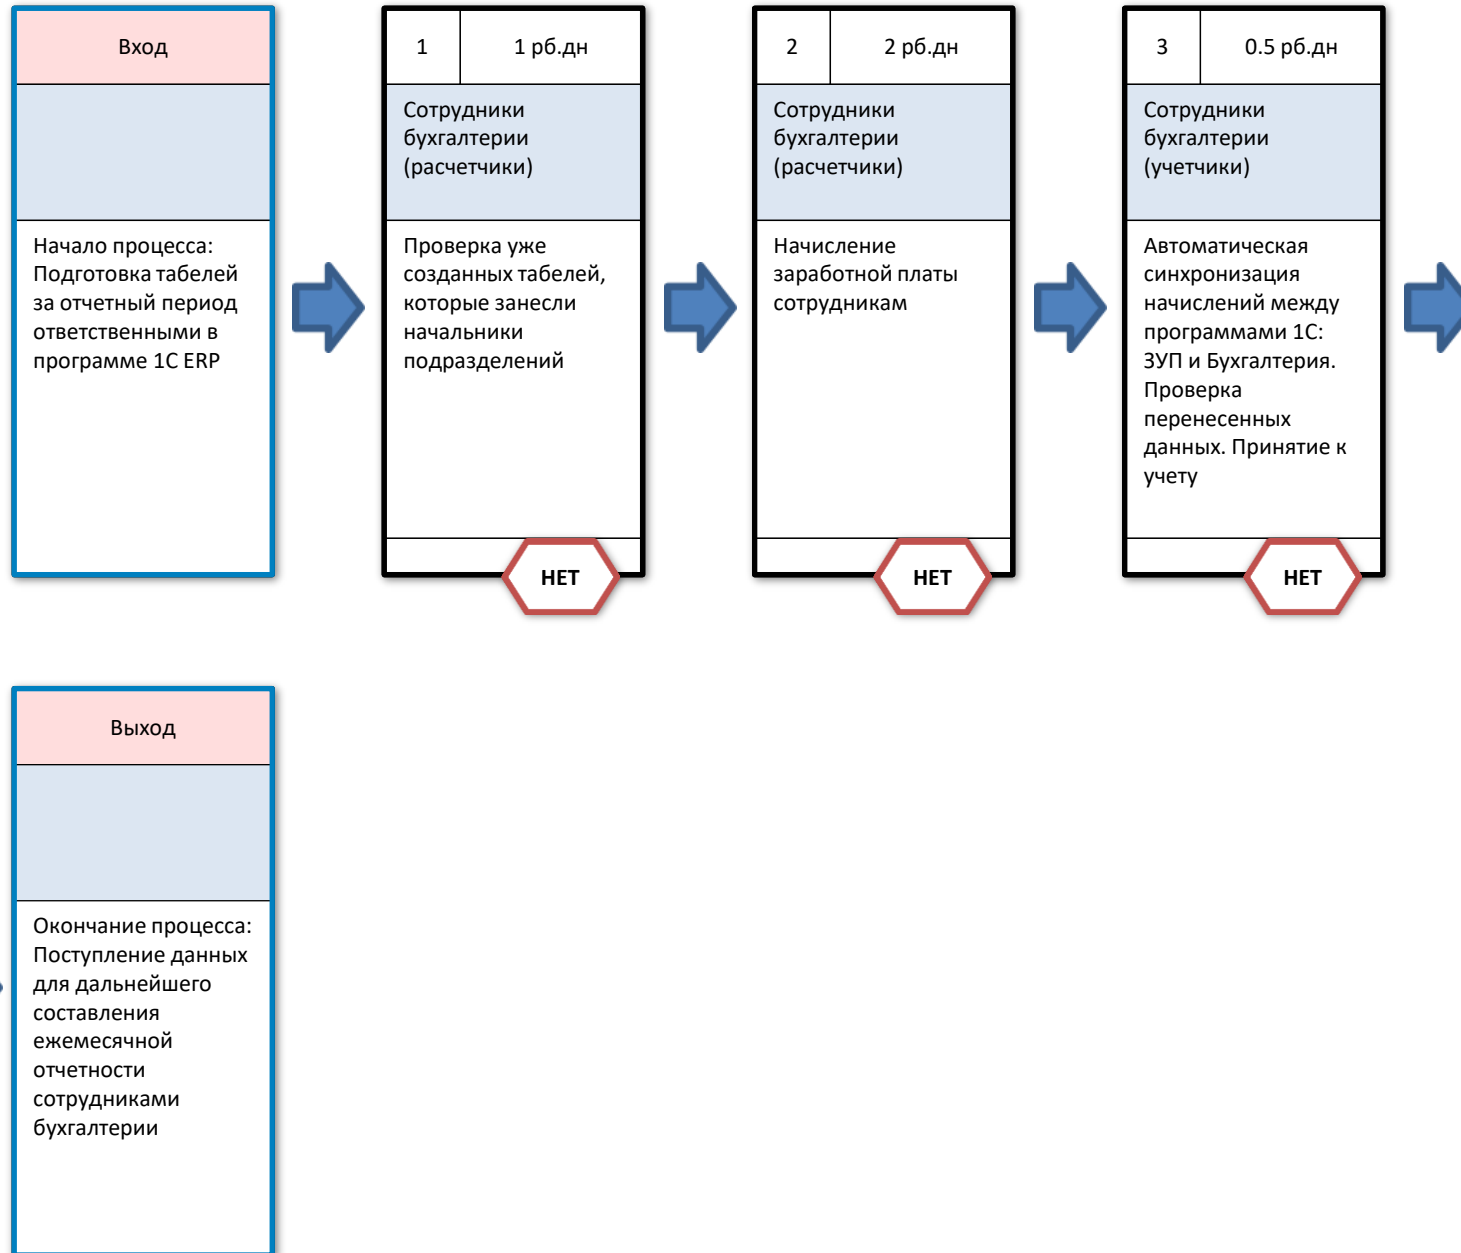 Вход
Начало процесса:
Подготовка табелей
за отчетный период
ответственными в
программе 1С ERP
1
1 рб.дн
Сотрудники
бухгалтерии
(расчетчики)
Проверка уже
созданных табелей,
которые занесли
начальники
подразделений
НЕТ
2
2 рб.дн
Сотрудники
бухгалтерии
(расчетчики)
Начисление
заработной платы
сотрудникам
НЕТ
3
0.5 рб.дн
Сотрудники
бухгалтерии
(учетчики)
Автоматическая
синхронизация
начислений между
программами 1С:
ЗУП и Бухгалтерия.
Проверка
перенесенных
данных. Принятие к
учету
НЕТ
Выход
Окончание процесса:
Поступление данных
для дальнейшего
составления
ежемесячной
отчетности
сотрудниками
бухгалтерии